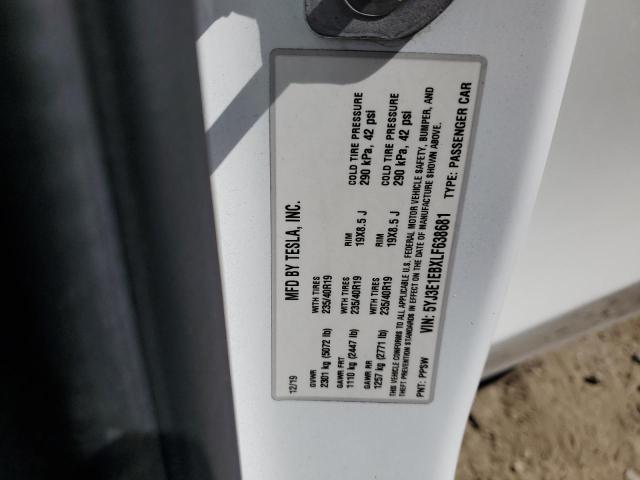 MFD BY TESLA, INC.
12/19
GVWR
2301 kg (5072 lb)
WITH TIRES
235/40R19
RIM
19X8.5 J
COLD TIRE PRESSURE
290 kPa, 42 psi
GAWR FRT
1110 kg (2447 lb)
WITH TIRES
235/40R19
GAWR RR
1257 kg (2771 lb)
WITH TIRES
235/40R19
RIM
19X8.5 J
COLD TIRE PRESSURE
290 kPa, 42 psi
THIS VEHICLE CONFORMS TO ALL APPLICABLE U.S. FEDERAL MOTOR VEHICLE SAFETY, BUMPER, AND
THEFT PREVENTION STANDARDS IN EFFECT ON THE DATE OF MANUFACTURE SHOWN ABOVE.
VIN: 5YJ3E1EBXLF638681
PNT: PPSW
TYPE: PASSENGER CAR